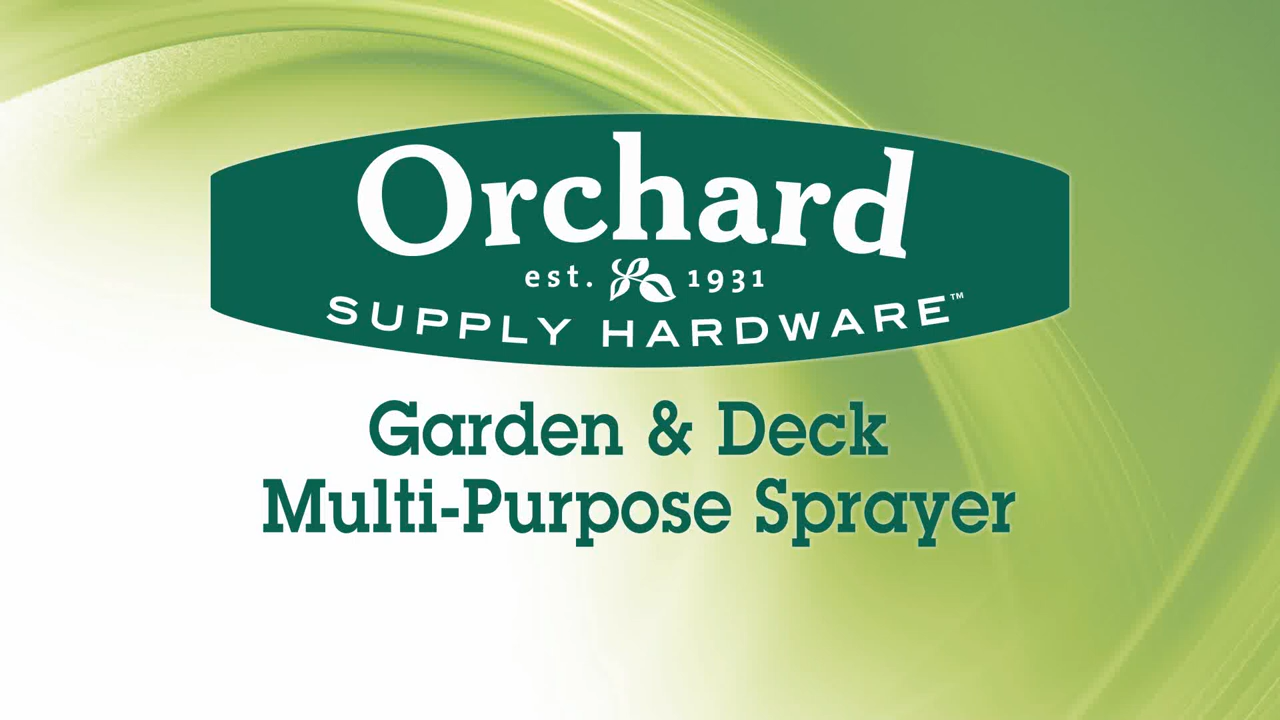 Orchard
est. 1931
SUPPLY HARDWARE™
Garden & Deck
Multi-Purpose Sprayer